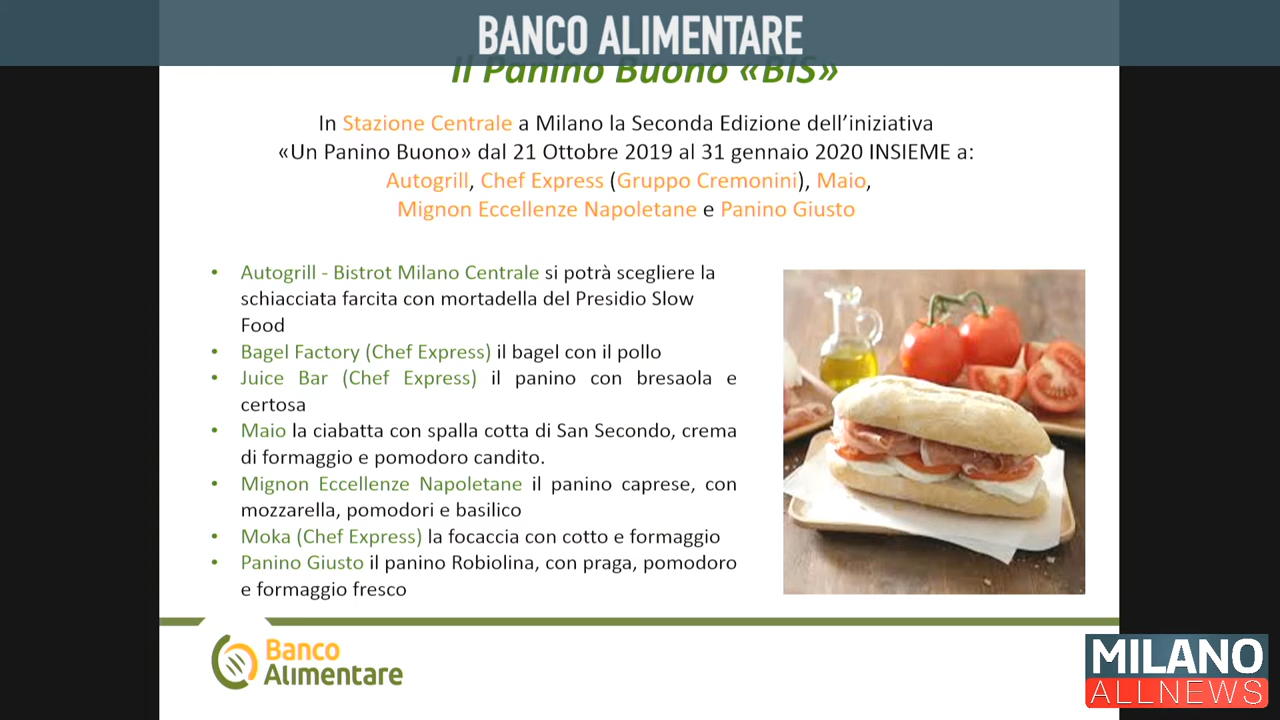 BANCO ALIMENTARE
Il Panino Buono «BIS»
In Stazione Centrale a Milano la Seconda Edizione dell'iniziativa
«Un Panino Buono» dal 21 Ottobre 2019 al 31 gennaio 2020 INSIEME a:
Autogrill, Chef Express (Gruppo Cremonini), Maio,
Mignon Eccellenze Napoletane e Panino Giusto
• Autogrill - Bistrot Milano Centrale si potrà scegliere la
schiacciata farcita con mortadella del Presidio Slow
Food
• Bagel Factory (Chef Express) il bagel con il pollo
• Juice Bar (Chef Express) il panino con bresaola e
certosa
• Maio la ciabatta con spalla cotta di San Secondo, crema
di formaggio e pomodoro candito.
• Mignon Eccellenze Napoletane il panino caprese, con
mozzarella, pomodori e basilico
• Moka (Chef Express) la focaccia con cotto e formaggio
• Panino Giusto il panino Robiolina, con praga, pomodoro
e formaggio fresco
Banco
Alimentare
MILANO
ALLNEWS